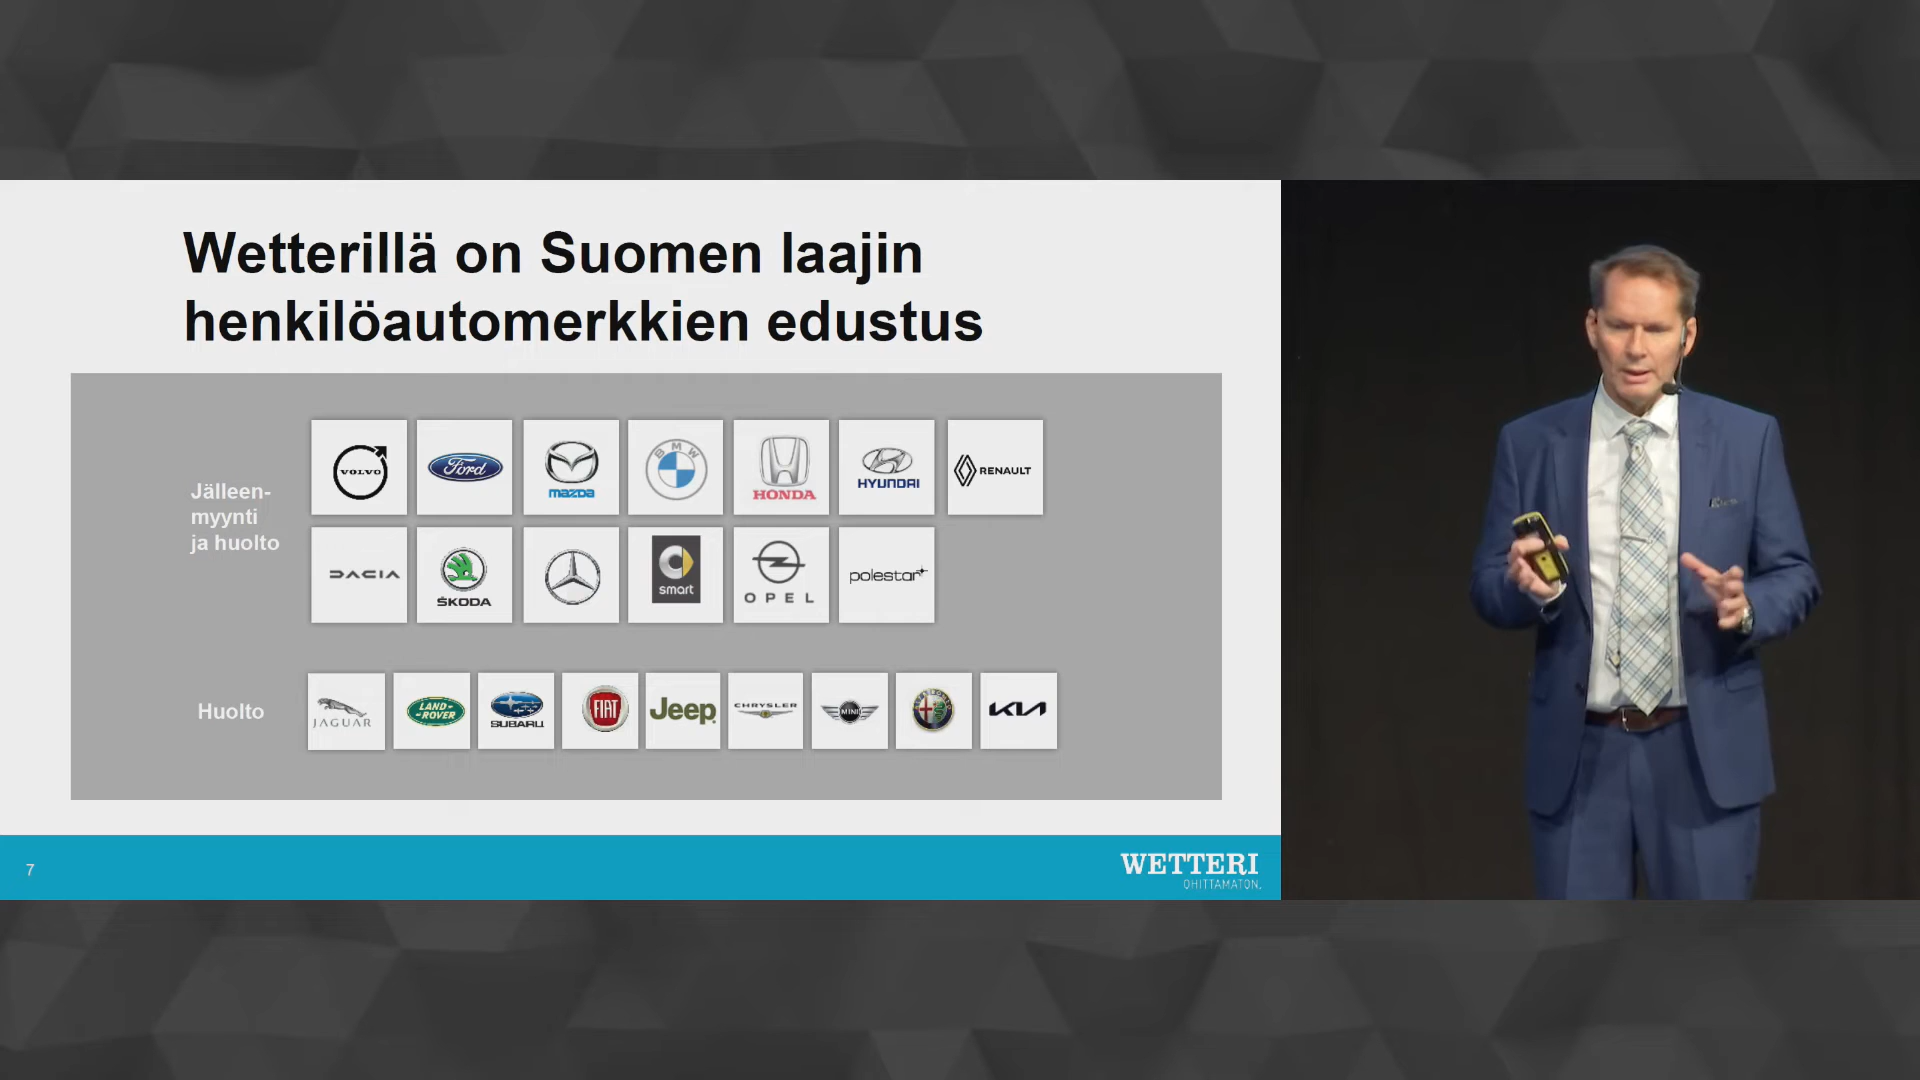 Wetterillä on Suomen laajin
henkilöautomerkkien edustus
Jälleen-
myynti
ja huolto
VOLVO
Ford
mazda
BMW
HONDA
HYUNDAI
RENAULT
DACIA
ŠKODA
smart
OPEL
polestar
Huolto
JAGUAR
LAND-
ROVER
SUBARU
FIAT
Jeep
CHRYSLER
MINI
KIA
7
WETTERI
OHITTAMATON.